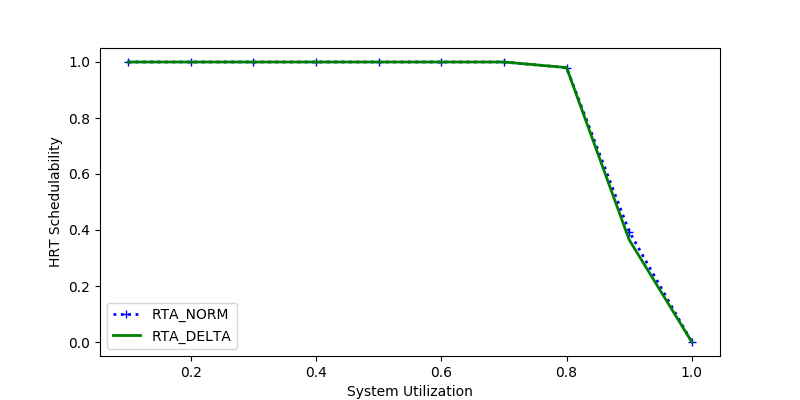 1.0
0.8
0.6
0.4
0.2
0.0
HRT Schedulability
RTA_NORM
RTA_DELTA
0.2 0.4 0.6 0.8 1.0
System Utilization